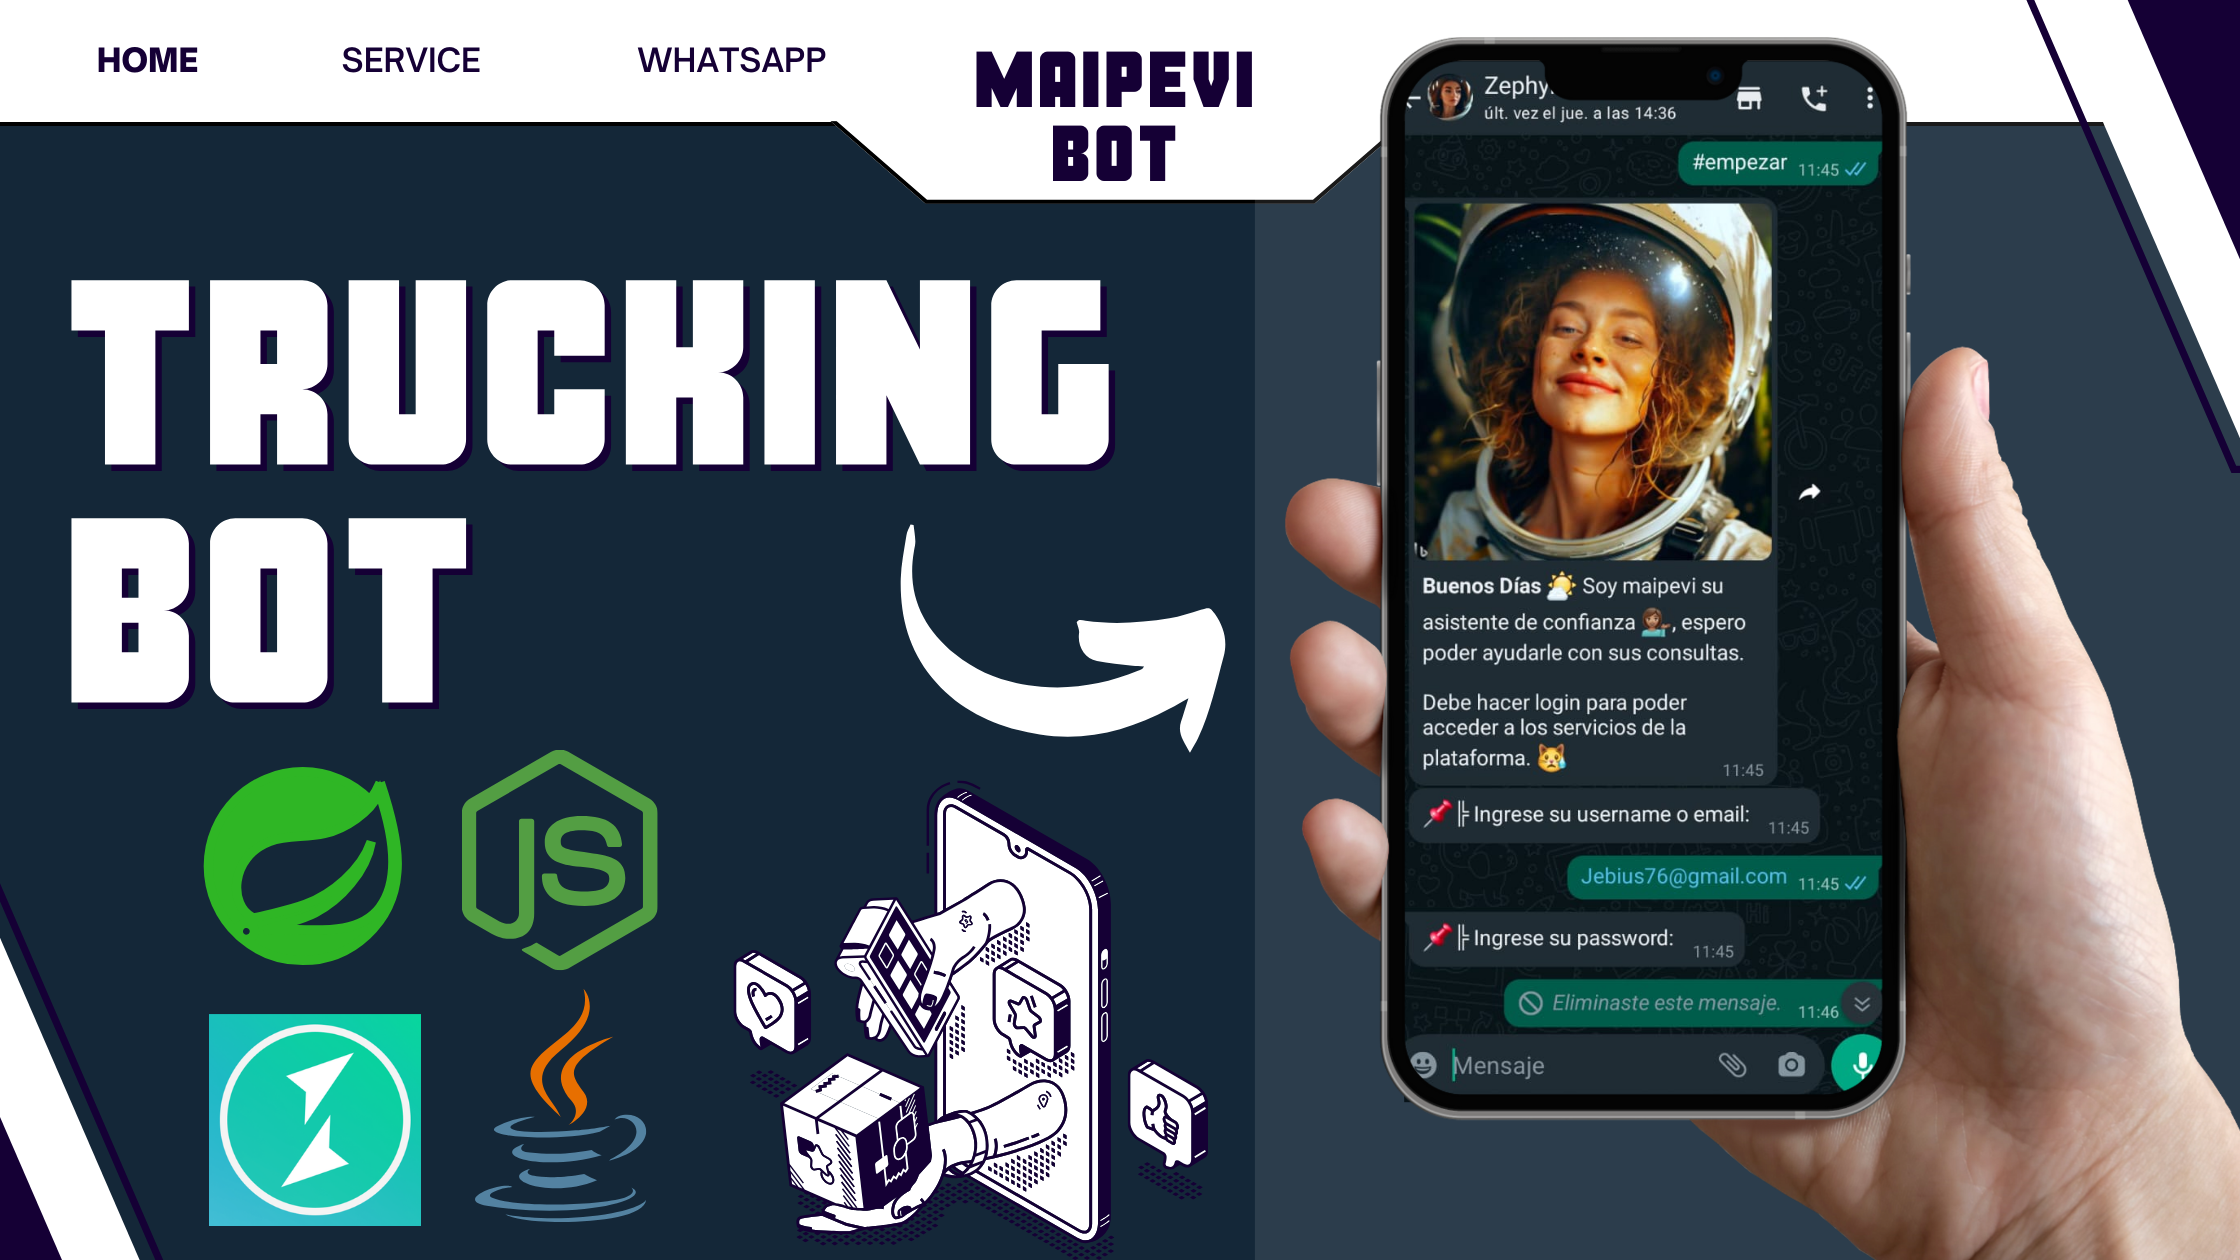 HOME
SERVICE
WHATSAPP
MAIPEVI
BOT
TRUCKING
BOT
JS
últ. vez el jue. a las 14:36
#empezar 11:45
Buenos Días Soy maipevi su
asistente de confianza , espero
poder ayudarle con sus consultas.
Debe hacer login para poder
acceder a los servicios de la
plataforma.
11:45
Ingrese su username o email:
11:45
Jebius76@gmail.com 11:45
Ingrese su password:
11:45
Eliminaste este mensaje. 11:46
Mensaje